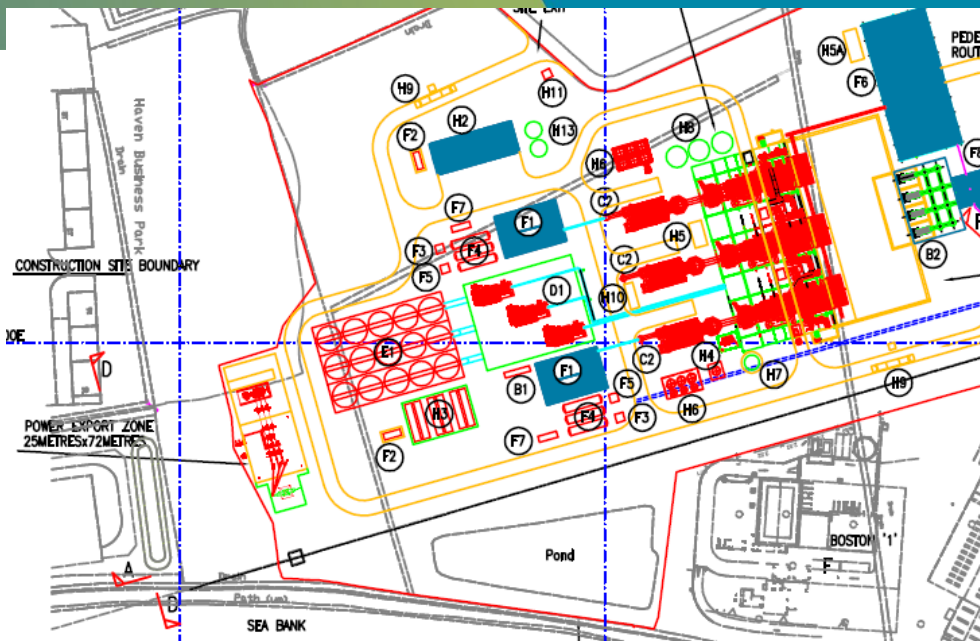 SITE EXIT
Drain
H5A
PEDE
ROUT
F6
H9
H11
F2
H2
H13
H8
Haven Business Park
Drain
H6
F8
C2
F7
F1
H5
F3
F4
B2
CONSTRUCTION SITE BOUNDARY
F5
C2
D1
H10
OOE
E1
D
C2
H4
F1
H7
H9
B1
F5
H6
H3
F4
F3
POWER EXPORT ZONE
25METRESx72METRES
F7
F2
BOSTON '1'
Pond
F
A
Drain
Path (um)
D
SEA BANK